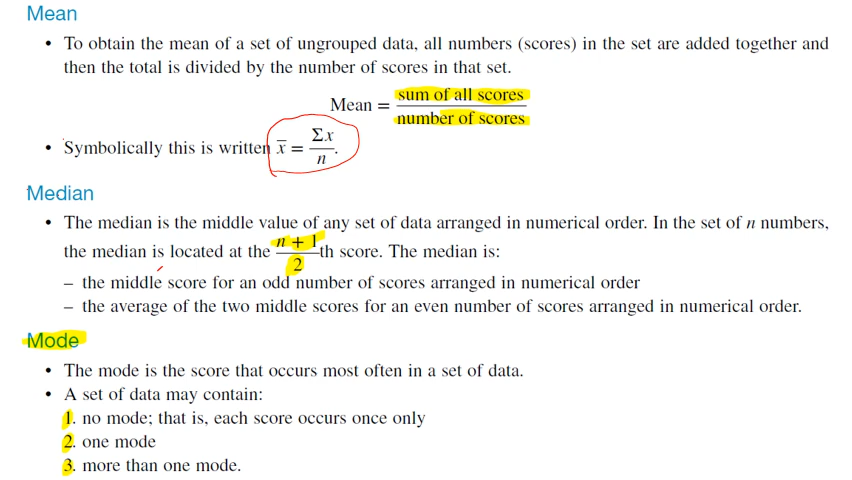 Mean
• To obtain the mean of a set of ungrouped data, all numbers (scores) in the set are added together and
then the total is divided by the number of scores in that set.
Mean = sum of all scores / number of scores
• Symbolically this is written x̄ = Σx / n.
Median
• The median is the middle value of any set of data arranged in numerical order. In the set of n numbers,
the median is located at the (n + 1) / 2 th score. The median is:
– the middle score for an odd number of scores arranged in numerical order
– the average of the two middle scores for an even number of scores arranged in numerical order.
Mode
• The mode is the score that occurs most often in a set of data.
• A set of data may contain:
1. no mode; that is, each score occurs once only
2. one mode
3. more than one mode.